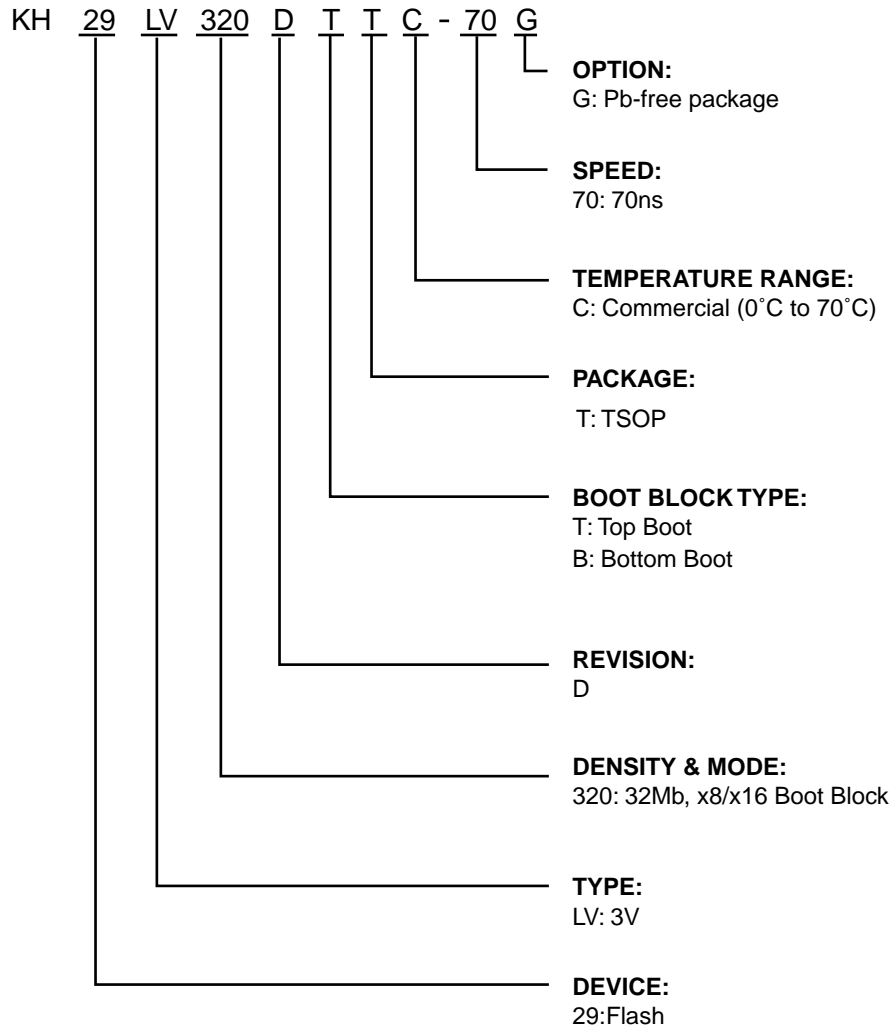 KH 29 LV 320 D T T C - 70 G
OPTION:
G: Pb-free package
SPEED:
70: 70ns
TEMPERATURE RANGE:
C: Commercial (0˚C to 70˚C)
PACKAGE:
T: TSOP
BOOT BLOCK TYPE:
T: Top Boot
B: Bottom Boot
REVISION:
D
DENSITY & MODE:
320: 32Mb, x8/x16 Boot Block
TYPE:
LV: 3V
DEVICE:
29:Flash